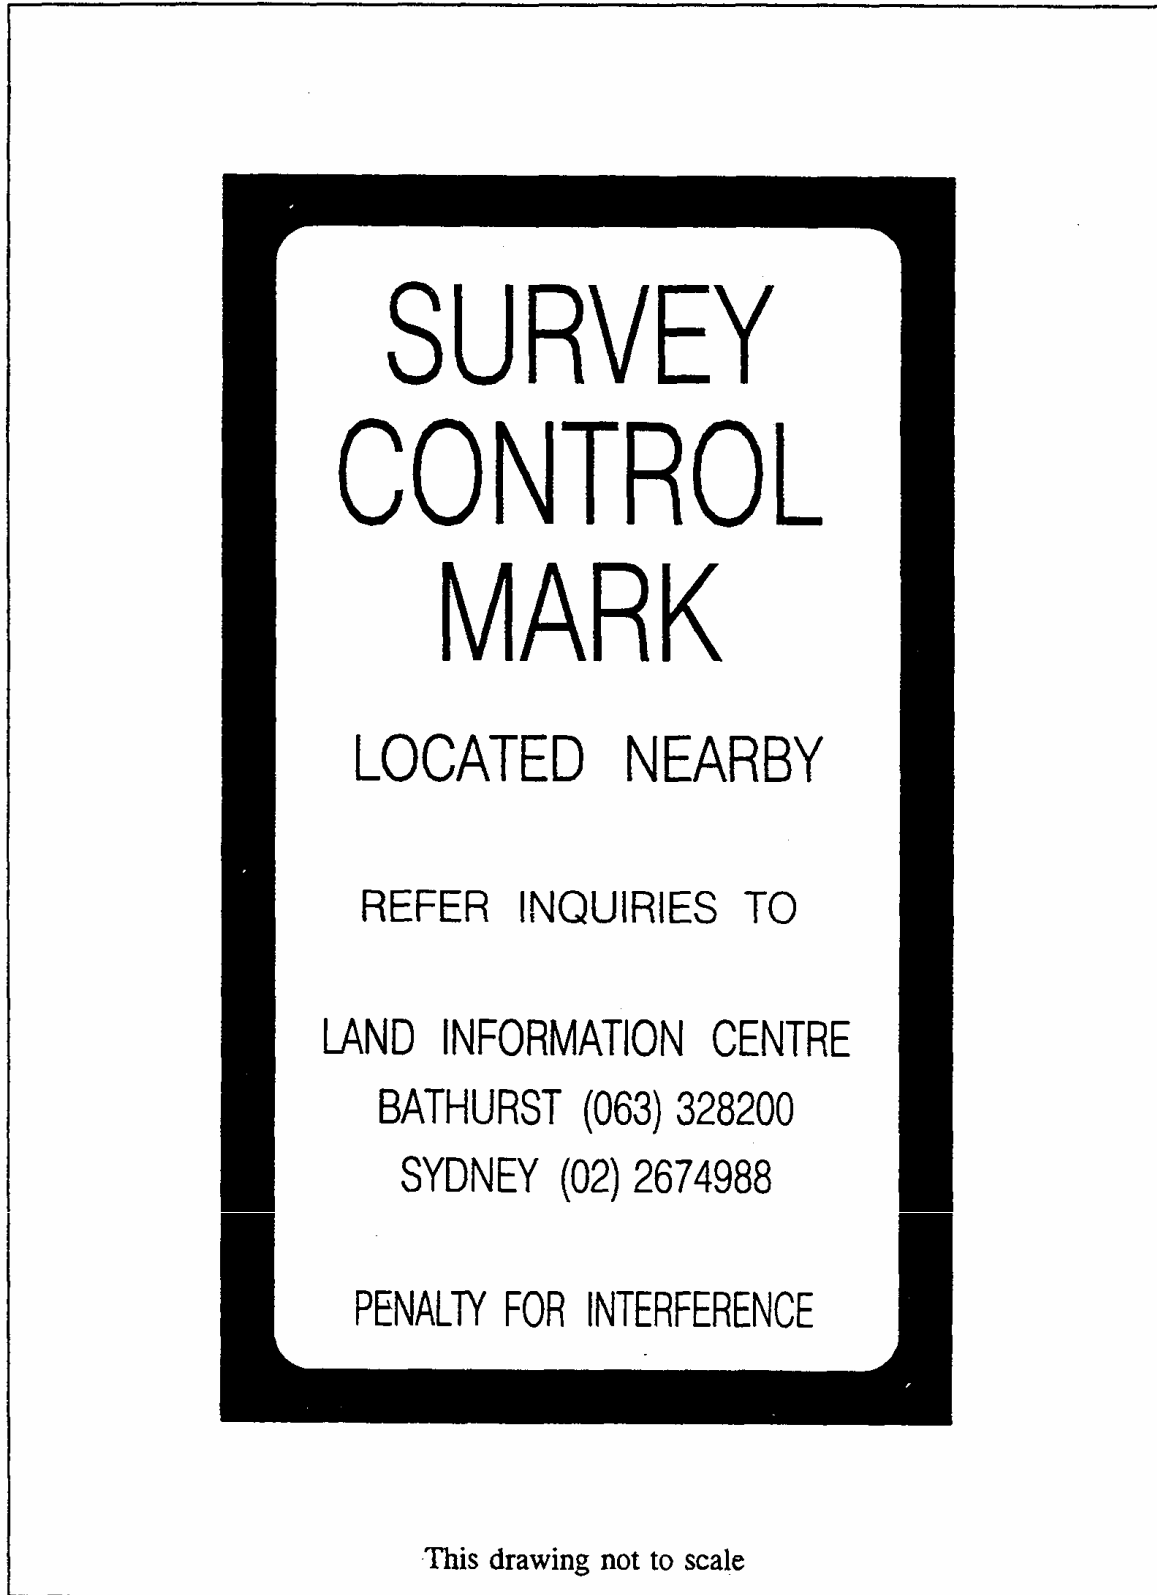 SURVEY
CONTROL
MARK
LOCATED NEARBY
REFER INQUIRIES TO
LAND INFORMATION CENTRE
BATHURST (063) 328200
SYDNEY (02) 2674988
PENALTY FOR INTERFERENCE
This drawing not to scale